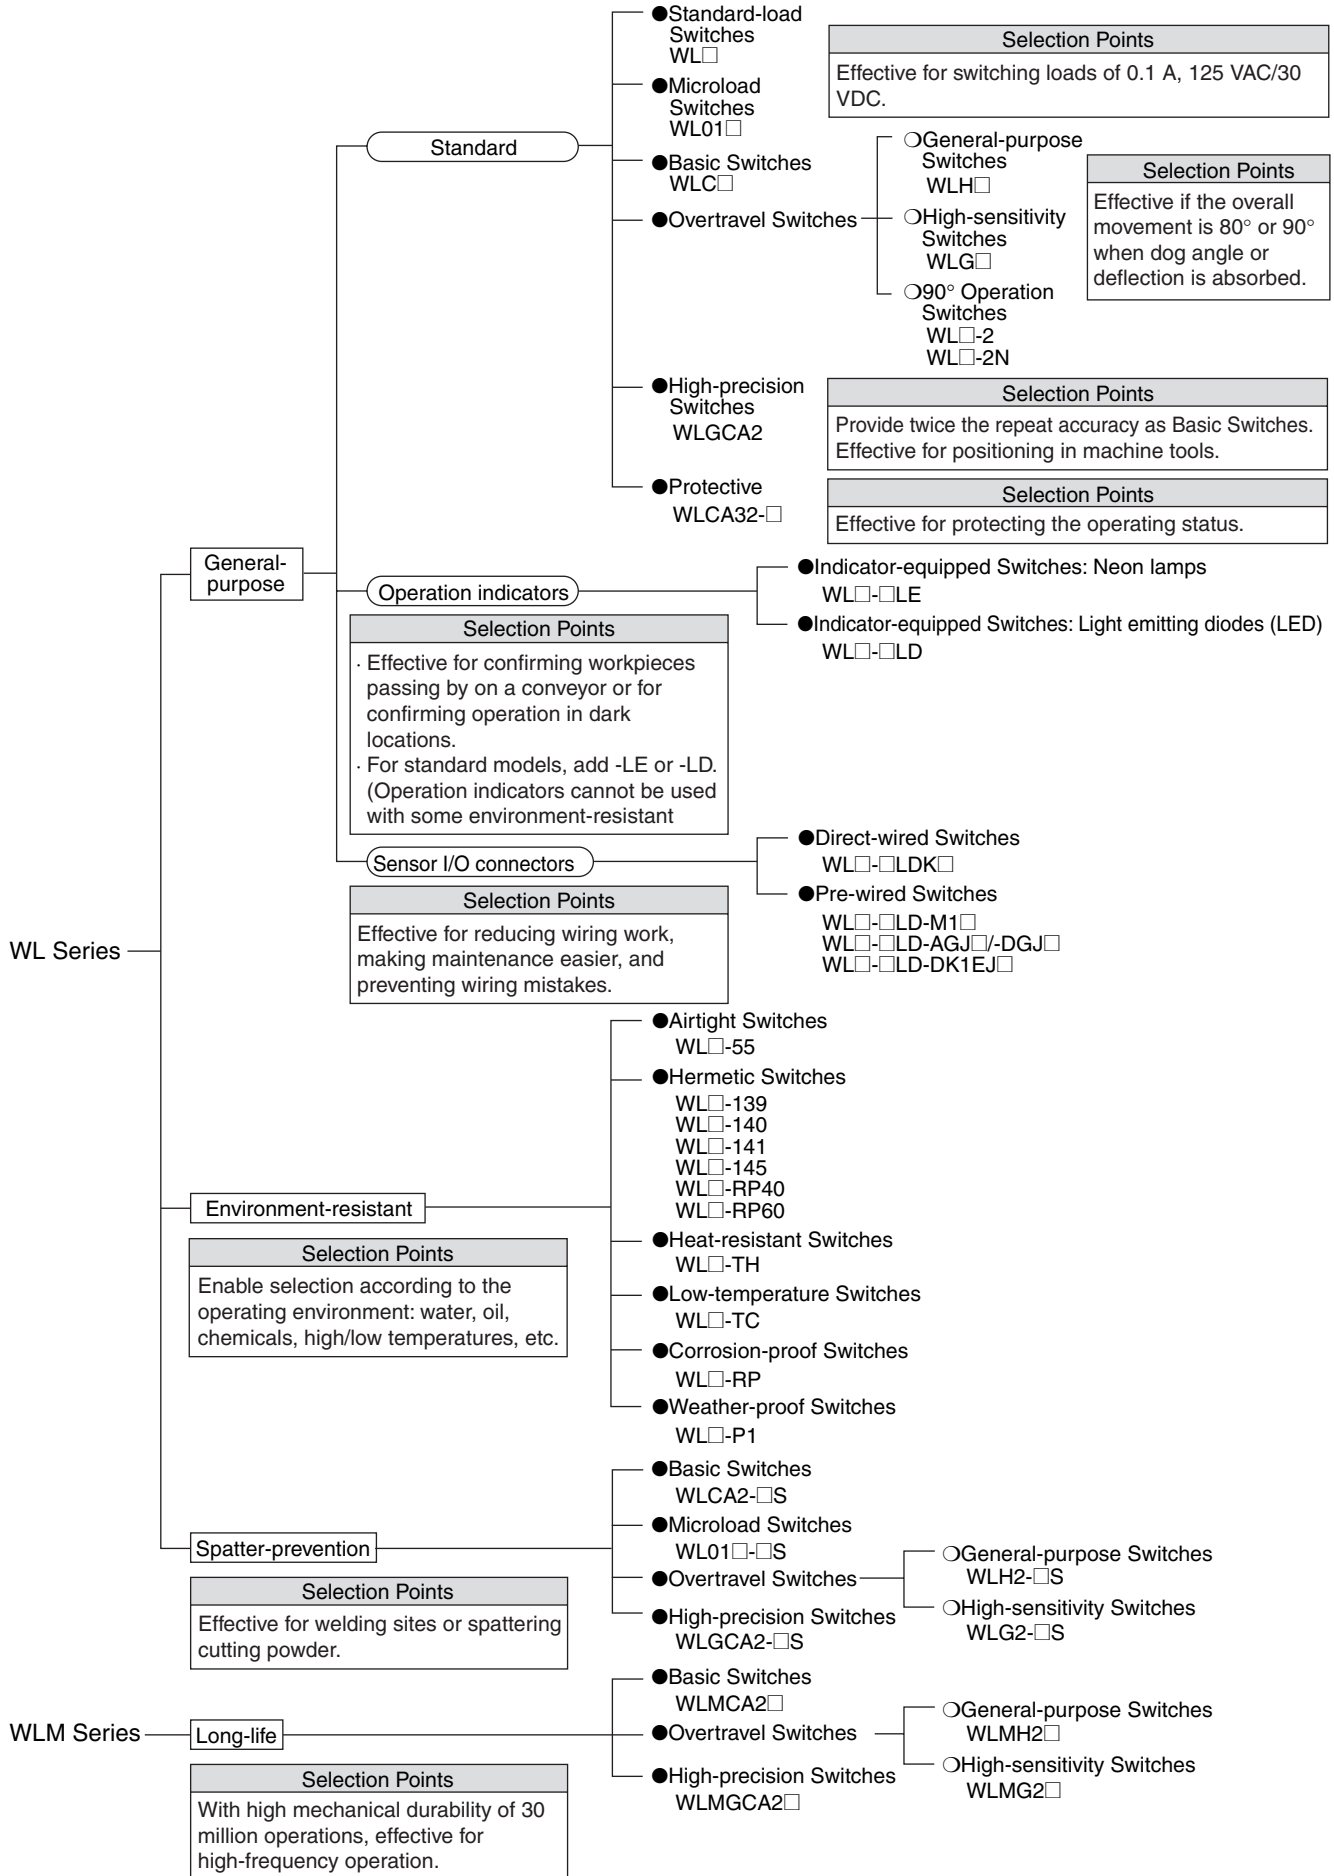 ●Standard-load
Switches
WL□
Selection Points
Effective for switching loads of 0.1 A, 125 VAC/30
VDC.
●Microload
Switches
WL01□
Standard
●Basic Switches
WLC□
●Overtravel Switches
❍General-purpose
Switches
WLH□
❍High-sensitivity
Switches
WLG□
❍90° Operation
Switches
WL□-2
WL□-2N
Selection Points
Effective if the overall
movement is 80° or 90°
when dog angle or
deflection is absorbed.
●High-precision
Switches
WLGCA2
Selection Points
Provide twice the repeat accuracy as Basic Switches.
Effective for positioning in machine tools.
●Protective
WLCA32-□
Selection Points
Effective for protecting the operating status.
General-
purpose
Operation indicators
●Indicator-equipped Switches: Neon lamps
WL□-□LE
●Indicator-equipped Switches: Light emitting diodes (LED)
WL□-□LD
Selection Points
· Effective for confirming workpieces
passing by on a conveyor or for
confirming operation in dark
locations.
· For standard models, add -LE or -LD.
(Operation indicators cannot be used
with some environment-resistant
Sensor I/O connectors
●Direct-wired Switches
WL□-□LDK□
●Pre-wired Switches
WL□-□LD-M1□
WL□-□LD-AGJ□/-DGJ□
WL□-□LD-DK1EJ□
Selection Points
Effective for reducing wiring work,
making maintenance easier, and
preventing wiring mistakes.
WL Series
●Airtight Switches
WL□-55
●Hermetic Switches
WL□-139
WL□-140
WL□-141
WL□-145
WL□-RP40
WL□-RP60
Environment-resistant
Selection Points
Enable selection according to the
operating environment: water, oil,
chemicals, high/low temperatures, etc.
●Heat-resistant Switches
WL□-TH
●Low-temperature Switches
WL□-TC
●Corrosion-proof Switches
WL□-RP
●Weather-proof Switches
WL□-P1
●Basic Switches
WLCA2-□S
●Microload Switches
WL01□-□S
Spatter-prevention
●Overtravel Switches
❍General-purpose Switches
WLH2-□S
❍High-sensitivity Switches
WLG2-□S
●High-precision Switches
WLGCA2-□S
Selection Points
Effective for welding sites or spattering
cutting powder.
●Basic Switches
WLMCA2□
WLM Series
Long-life
●Overtravel Switches
❍General-purpose Switches
WLMH2□
❍High-sensitivity Switches
WLMG2□
●High-precision Switches
WLMGCA2□
Selection Points
With high mechanical durability of 30
million operations, effective for
high-frequency operation.